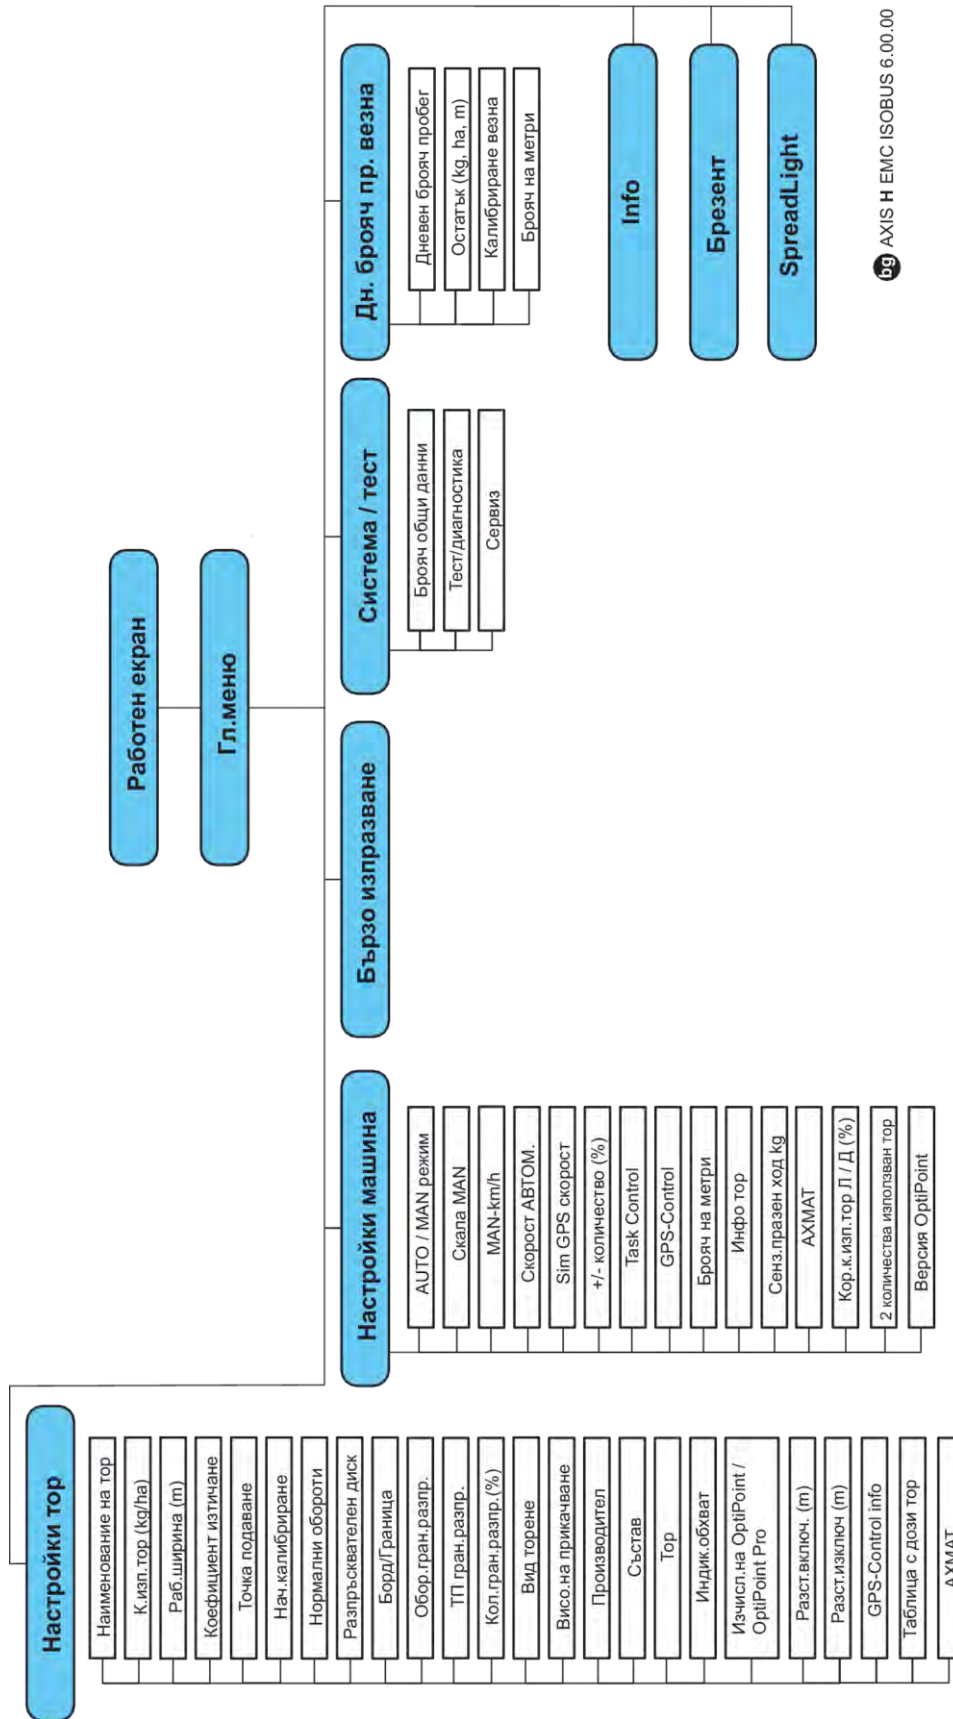 Работен екран
Гл.меню
Настройки тор
Наименование на тор
К.изп.тор (kg/ha)
Раб.ширина (m)
Коефициент изтичане
Точка подаване
Нач.калибриране
Нормални обороти
Разпръсквателен диск
Борд/Граница
Обор.гран.разпр.
ТП гран.разпр.
Кол.гран.разпр.(%)
Вид торене
Висо.на прикачване
Производител
Състав
Тор
Индик.обхват
Изчисл.на OptiPoint /
OptiPoint Pro
Разст.включ. (m)
Разст.изключ (m)
GPS-Control info
Таблица с дози тор
AXMAT
Настройки машина
AUTO / MAN режим
Скала MAN
MAN-km/h
Скорост АВТОМ.
Sim GPS скорост
+/- количество (%)
Task Control
GPS-Control
Брояч на метри
Инфо тор
Сенз.празен ход kg
AXMAT
Кор.к.изп.тор Л / Д (%)
2 количества използван тор
Версия OptiPoint
Бързо изпразване
Система / тест
Брояч общи данни
Тест/диагностика
Сервиз
Дн. брояч пр. везна
Дневен брояч пробег
Остатък (kg, ha, m)
Калибриране везна
Брояч на метри
Info
Брезент
SpreadLight
bg AXIS H EMC ISOBUS 6.00.00